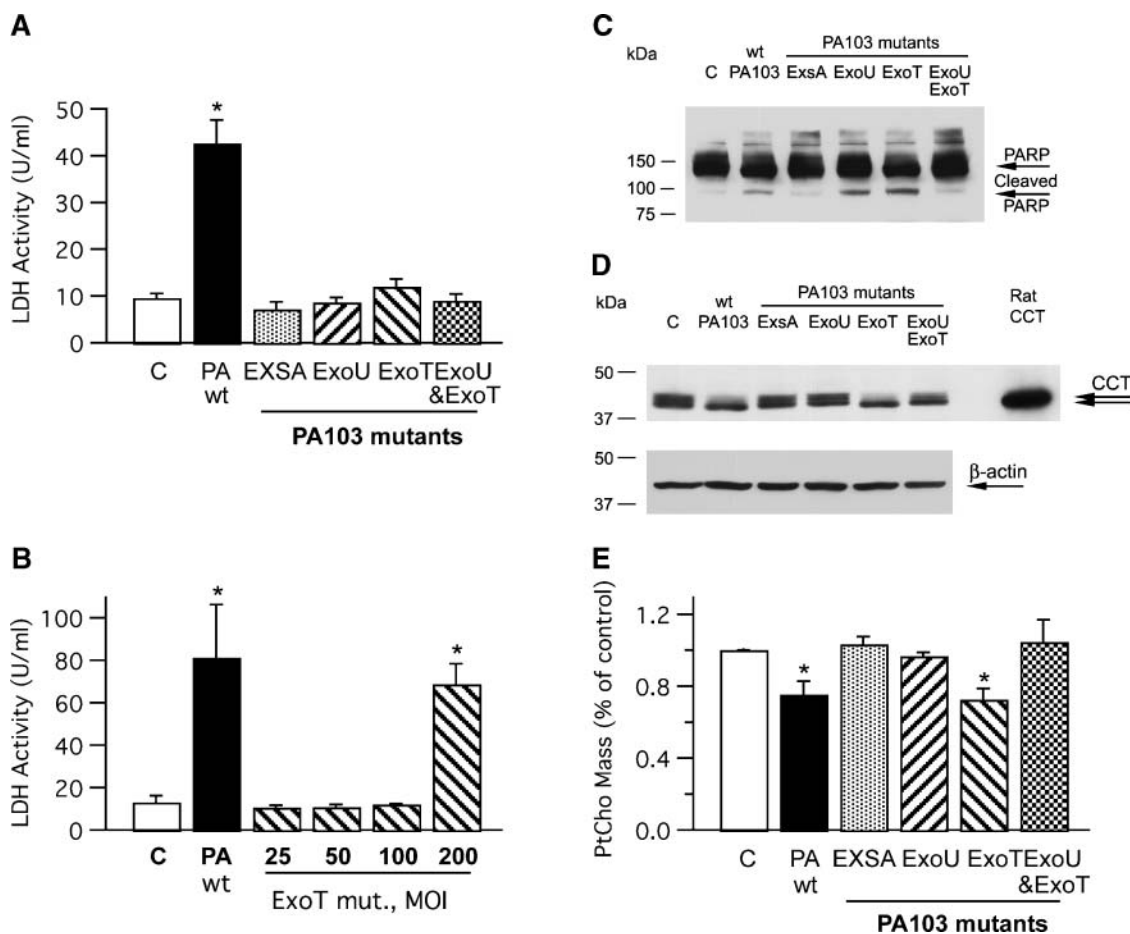 A
LDH Activity (U/ml)
50
40
30
20
10
0
*
C
PA
wt
EXSA
ExoU
ExoT
ExoU
&ExoT
PA103 mutants
B
LDH Activity (U/ml)
100
80
60
40
20
0
*
*
C
PA
wt
25
50
100
200
ExoT mut., MOI
C
kDa
wt
PA103 mutants
C
PA103
ExsA
ExoU
ExoT
ExoU
ExoT
150
100
75
PARP
Cleaved
PARP
D
kDa
wt
PA103 mutants
Rat
CCT
C
PA103
ExsA
ExoU
ExoT
ExoU
ExoT
50
37
CCT
50
37
β-actin
E
PtCho Mass (% of control)
1.2
0.8
0.4
0.0
*
*
C
PA
wt
EXSA
ExoU
ExoT
ExoU
&ExoT
PA103 mutants